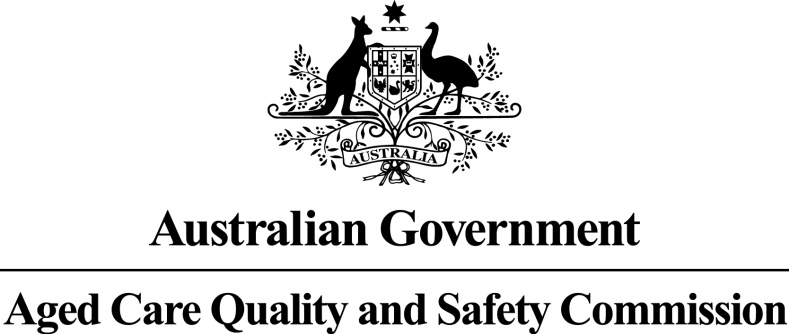 AUSTRALIA
Australian Government
Aged Care Quality and Safety Commission